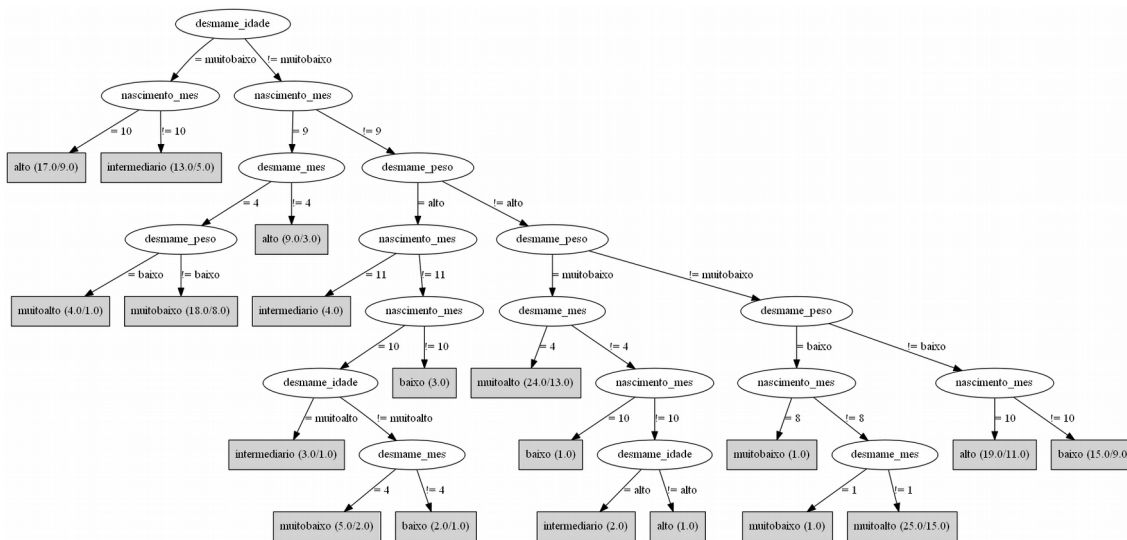 desmame_idade
= muitobaixo
!= muitobaixo
nascimento_mes
nascimento_mes
= 10
!= 10
= 9
!= 9
alto (17.0/9.0)
intermediario (13.0/5.0)
desmame_mes
desmame_peso
= 4
!= 4
= alto
!= alto
desmame_peso
alto (9.0/3.0)
nascimento_mes
desmame_peso
= baixo
!= baixo
= 11
!= 11
= muitobaixo
!= muitobaixo
muitoalto (4.0/1.0)
muitobaixo (18.0/8.0)
intermediario (4.0)
nascimento_mes
desmame_mes
desmame_peso
= 10
!= 10
= 4
!= 4
= baixo
!= baixo
desmame_idade
baixo (3.0)
muitoalto (24.0/13.0)
nascimento_mes
nascimento_mes
nascimento_mes
= muitoalto
!= muitoalto
= 10
!= 10
= 8
!= 8
= 10
!= 10
intermediario (3.0/1.0)
desmame_mes
baixo (1.0)
desmame_idade
muitobaixo (1.0)
desmame_mes
alto (19.0/11.0)
baixo (15.0/9.0
= 4
!= 4
= alto
!= alto
= 1
!= 1
muitobaixo (5.0/2.0)
baixo (2.0/1.0)
intermediario (2.0)
alto (1.0)
muitobaixo (1.0)
muitoalto (25.0/15.0)